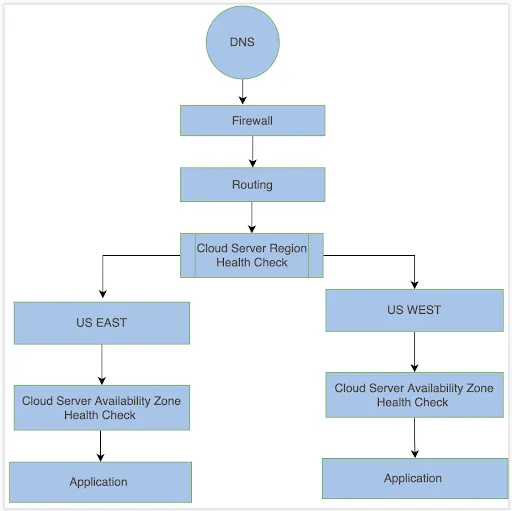 DNS
Firewall
Routing
Cloud Server Region
Health Check
US EAST
US WEST
Cloud Server Availability Zone
Health Check
Cloud Server Availability Zone
Health Check
Application
Application